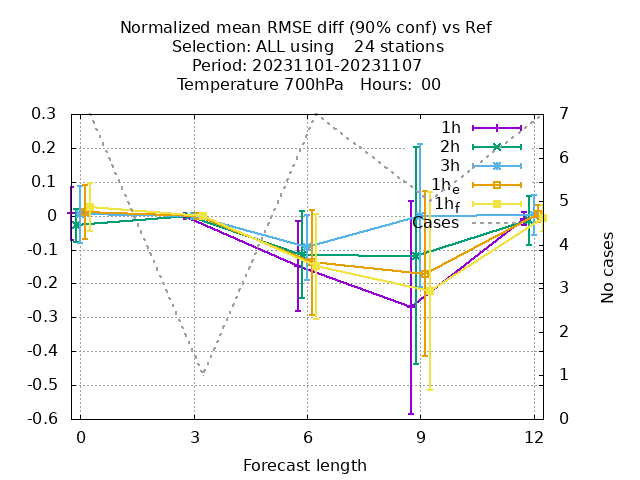 Normalized mean RMSE diff (90% conf) vs Ref
Selection: ALL using    24 stations
Period: 20231101-20231107
Temperature 700hPa   Hours:  00
0.3
0.2
0.1
0
-0.1
-0.2
-0.3
-0.4
-0.5
-0.6
7
6
5
4
3
2
1
0
1h
2h
3h
1h_e
1h_f
Cases
No cases
0
3
6
9
12
Forecast length